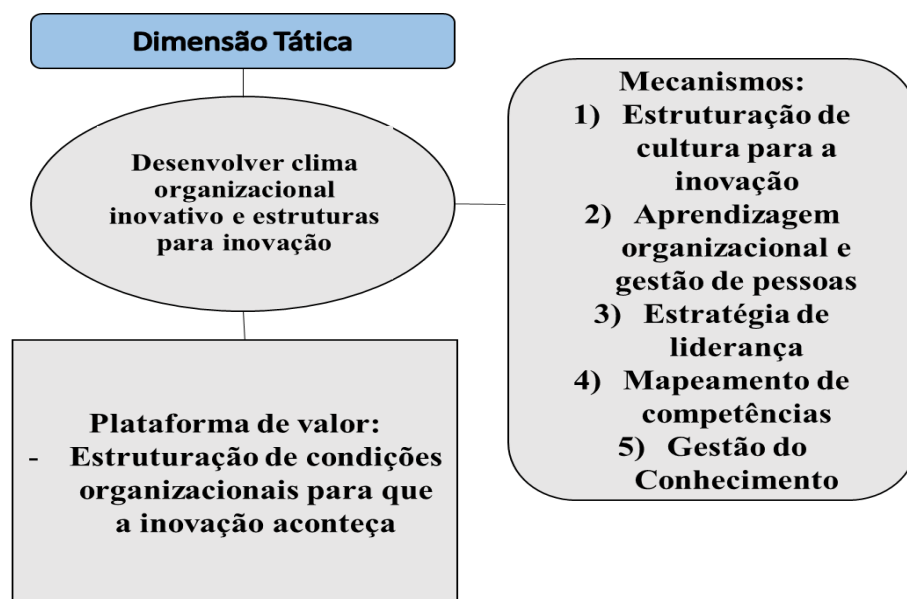 Dimensão Tática
Desenvolver clima
organizacional
inovativo e estruturas
para inovação
Mecanismos:
1) Estruturação de
cultura para a
inovação
2) Aprendizagem
organizacional e
gestão de pessoas
3) Estratégia de
liderança
4) Mapeamento de
competências
5) Gestão do
Conhecimento
Plataforma de valor:
- Estruturação de condições
organizacionais para que
a inovação aconteça